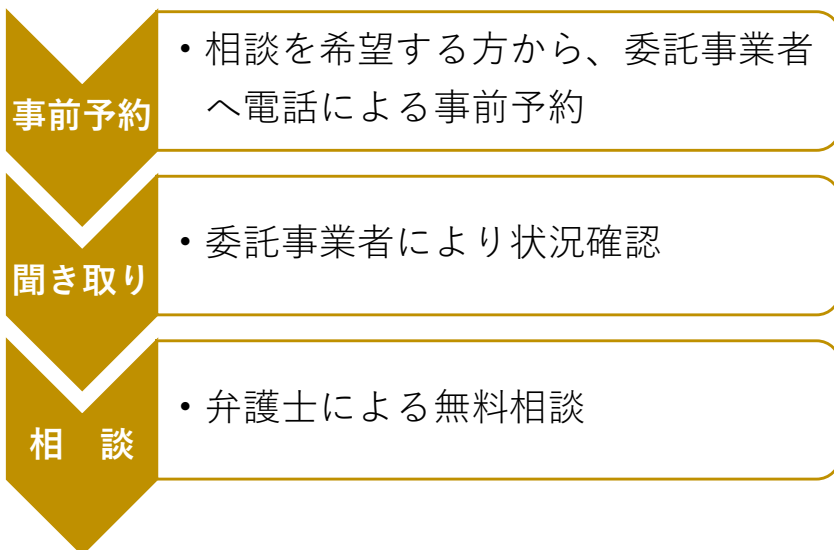 事前予約
・相談を希望する方から、委託事業者
へ電話による事前予約
聞き取り
・委託事業者により状況確認
相　談
・弁護士による無料相談